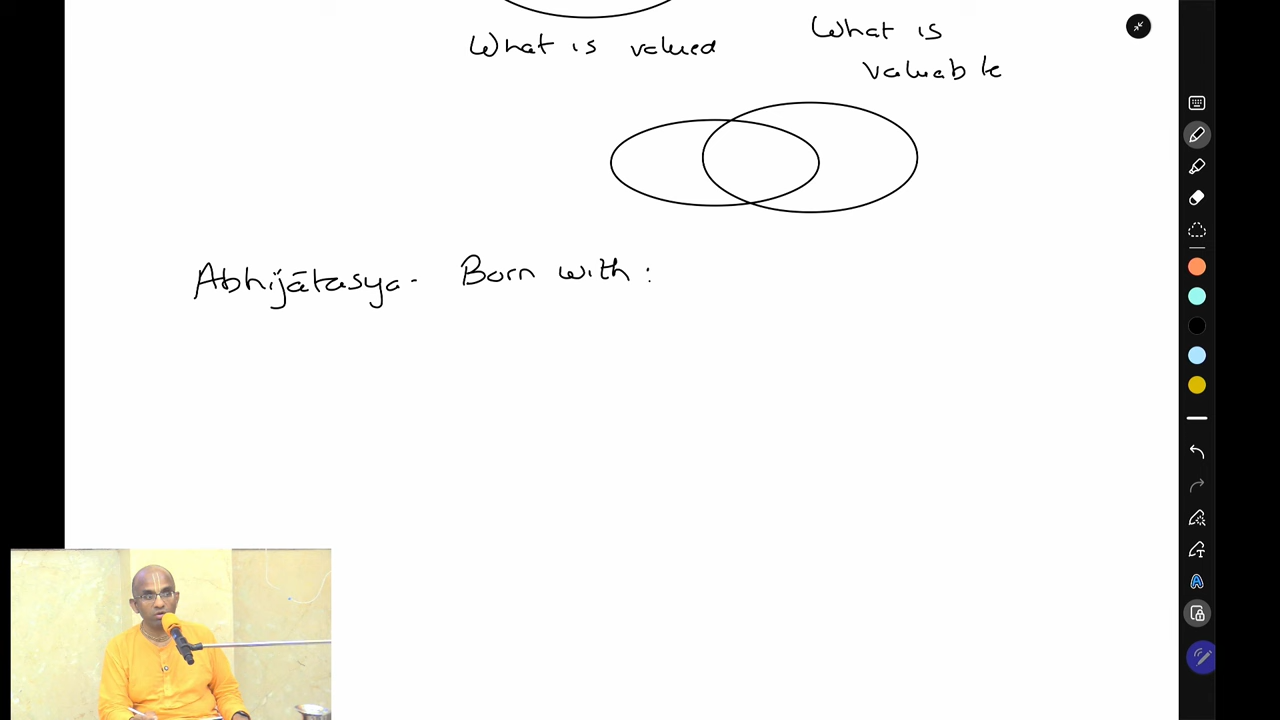 What is valued
What is
valuable
Abhijātasya - Born with :